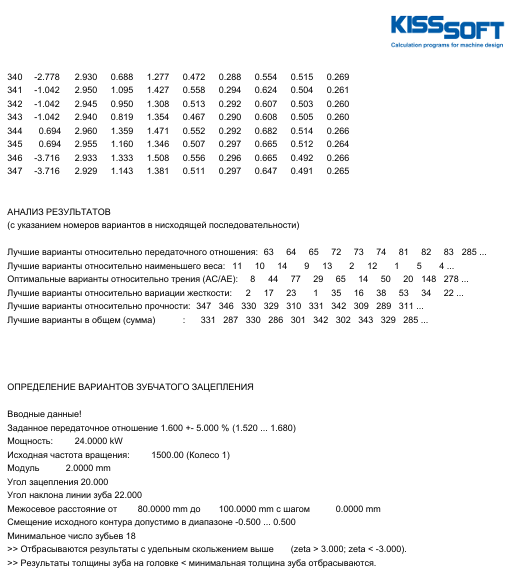 KISSSOFT
Calculation programs for machine design
340 -2.778 2.930 0.688 1.277 0.472 0.288 0.554 0.515 0.269
341 -1.042 2.950 1.095 1.427 0.558 0.294 0.624 0.504 0.261
342 -1.042 2.945 0.950 1.308 0.513 0.292 0.607 0.503 0.260
343 -1.042 2.940 0.819 1.354 0.467 0.290 0.608 0.505 0.260
344 0.694 2.960 1.359 1.471 0.552 0.292 0.682 0.514 0.266
345 0.694 2.955 1.160 1.346 0.507 0.297 0.665 0.512 0.264
346 -3.716 2.933 1.333 1.508 0.556 0.296 0.665 0.492 0.266
347 -3.716 2.929 1.143 1.381 0.511 0.297 0.647 0.491 0.265
АНАЛИЗ РЕЗУЛЬТАТОВ
(с указанием номеров вариантов в нисходящей последовательности)
Лучшие варианты относительно передаточного отношения: 63 64 65 72 73 74 81 82 83 285 ...
Лучшие варианты относительно наименьшего веса: 11 10 14 9 13 2 12 1 5 4 ...
Оптимальные варианты относительно трения (AC/AE): 8 44 77 29 65 14 50 20 148 278 ...
Лучшие варианты относительно вариации жесткости: 2 17 23 1 35 16 38 53 34 22 ...
Лучшие варианты относительно прочности: 347 346 330 329 310 331 342 309 289 311 ...
Лучшие варианты в общем (сумма) : 331 287 330 286 301 342 302 343 329 285 ...
ОПРЕДЕЛЕНИЕ ВАРИАНТОВ ЗУБЧАТОГО ЗАЦЕПЛЕНИЯ
Вводные данные!
Заданное передаточное отношение 1.600 +- 5.000 % (1.520 ... 1.680)
Мощность: 24.0000 kW
Исходная частота вращения: 1500.00 (Колесо 1)
Модуль 2.0000 mm
Угол зацепления 20.000
Угол наклона линии зуба 22.000
Межосевое расстояние от 80.0000 mm до 100.0000 mm с шагом 0.0000 mm
Смещение исходного контура допустимо в диапазоне -0.500 ... 0.500
Минимальное число зубьев 18
>> Отбрасываются результаты с удельным скольжением выше (zeta > 3.000; zeta < -3.000).
>> Результаты толщины зуба на головке < минимальная толщина зуба отбрасываются.